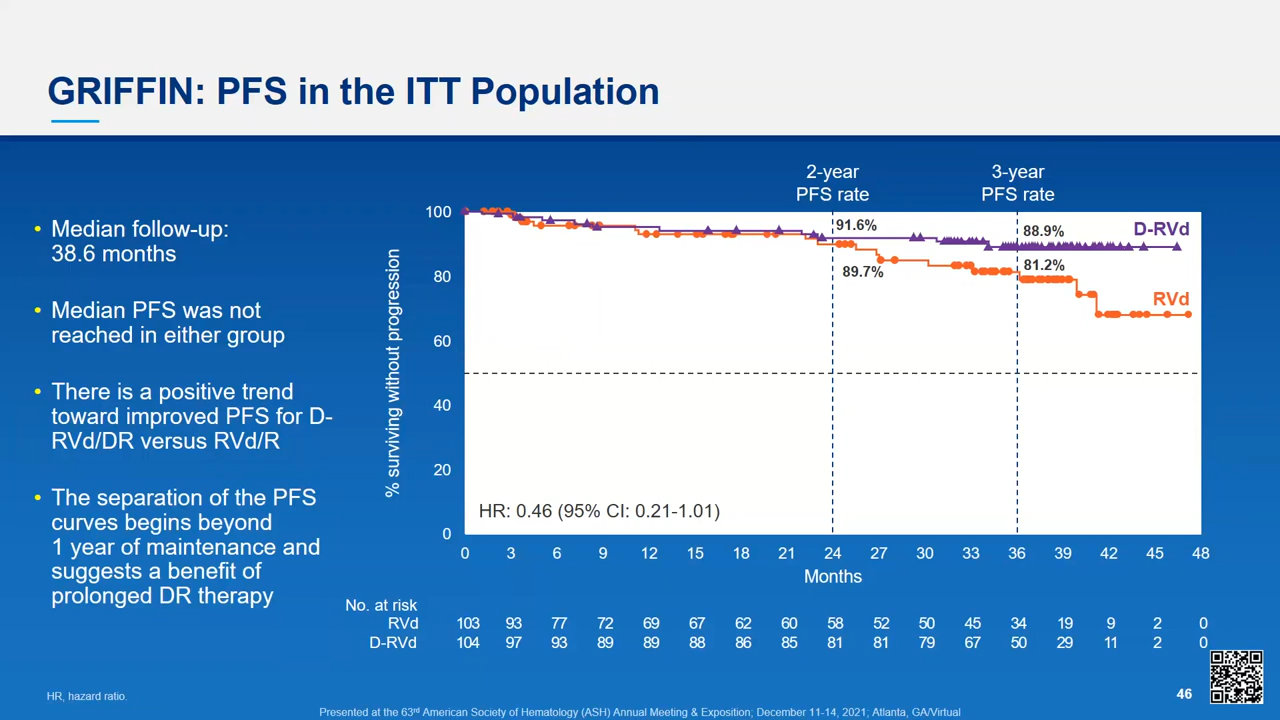 GRIFFIN: PFS in the ITT Population
• Median follow-up:
38.6 months
• Median PFS was not
reached in either group
• There is a positive trend
toward improved PFS for D-
RVd/DR versus RVd/R
• The separation of the PFS
curves begins beyond
1 year of maintenance and
suggests a benefit of
prolonged DR therapy
2-year
PFS rate
3-year
PFS rate
% surviving without progression
100
80
60
40
20
0
91.6%
89.7%
88.9%
81.2%
D-RVd
RVd
HR: 0.46 (95% CI: 0.21-1.01)
0 3 6 9 12 15 18 21 24 27 30 33 36 39 42 45 48
Months
No. at risk
RVd 103 93 77 72 69 67 62 60 58 52 50 45 34 19 9 2 0
D-RVd 104 97 93 89 89 88 86 85 81 81 79 67 50 29 11 2 0
HR, hazard ratio.
46
Presented at the 63rd American Society of Hematology (ASH) Annual Meeting & Exposition; December 11-14, 2021; Atlanta, GA/Virtual